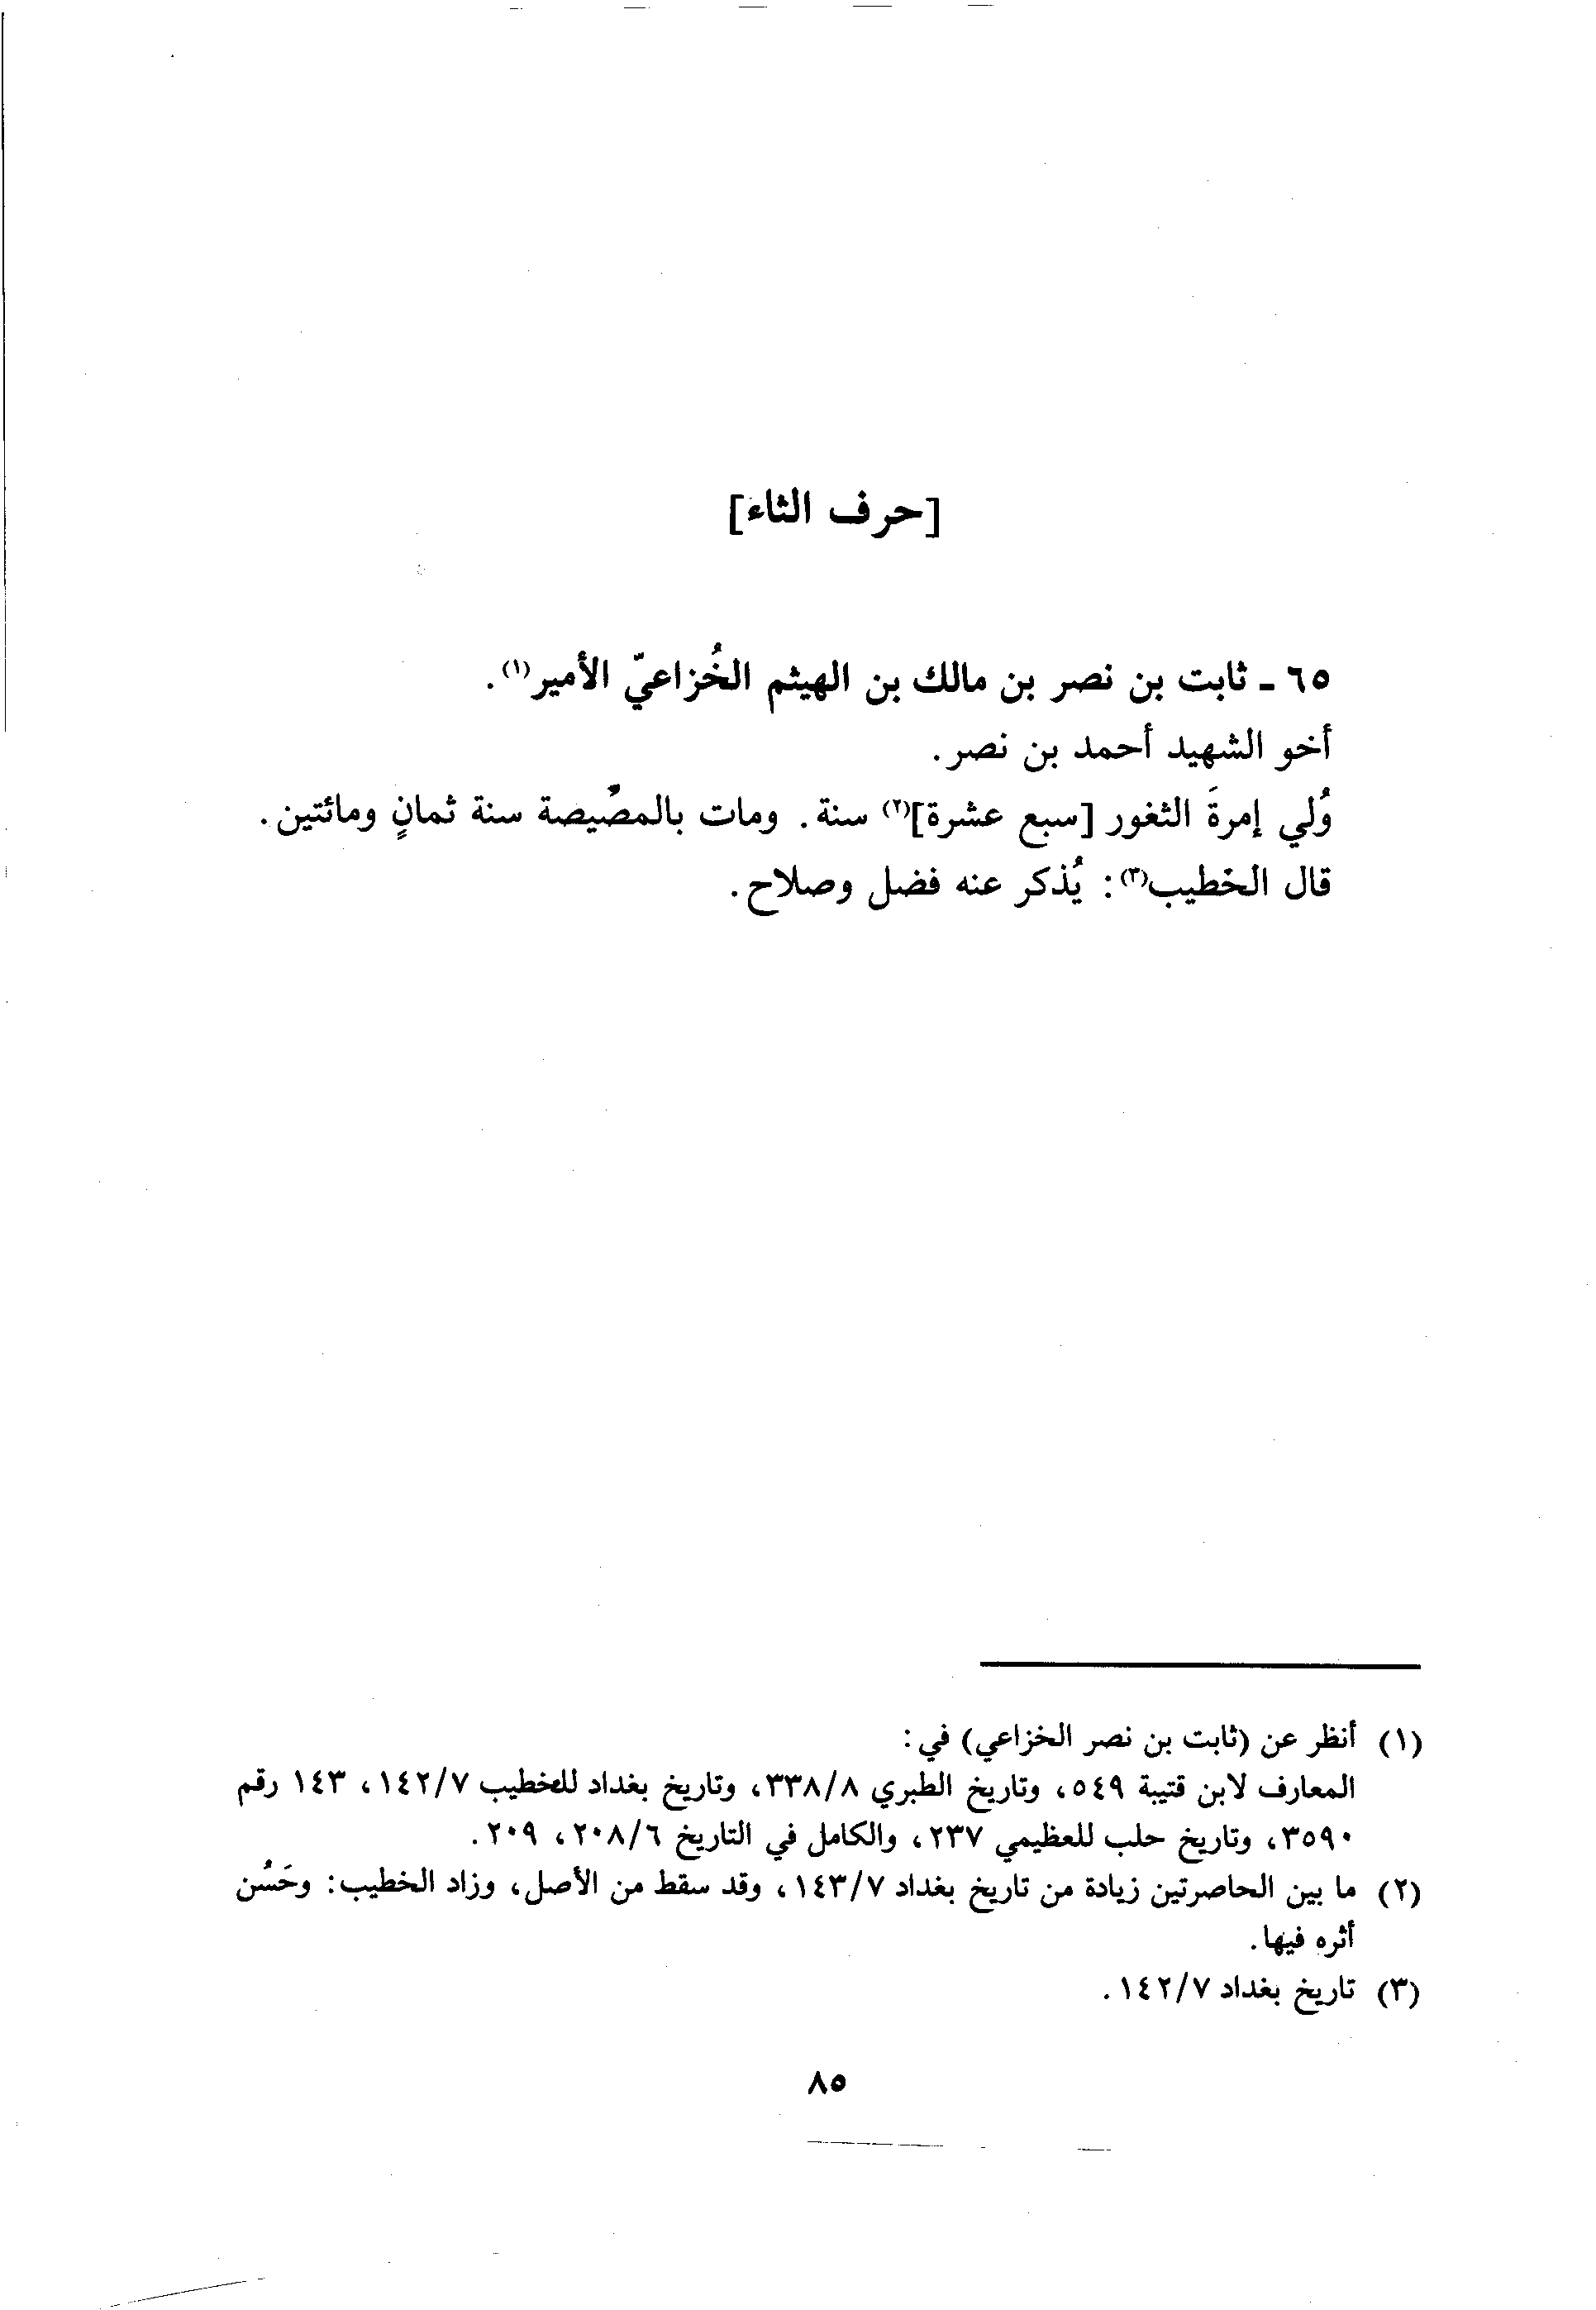 [حرف الثاء]
٦٥ - ثابت بن نصر بن مالك بن الهيثم الخُزاعيّ الأمير(١).
أخو الشهيد أحمد بن نصر.
وُلي إمرةَ الثغور [سبع عشرة](٢) سنة. ومات بالمصّيصة سنة ثمانٍ ومائتين.
قال الخطيب(٣): يُذكر عنه فضل وصلاح.
(١) أنظر عن (ثابت بن نصر الخزاعي) في:
المعارف لابن قتيبة ٥٤٩، وتاريخ الطبري ٣٣٨/٨، وتاريخ بغداد للخطيب ١٤٢/٧، ١٤٣ رقم
٣٥٩٠، وتاريخ حلب للعظيمي ٢٣٧، والكامل في التاريخ ٢٠٨/٦، ٢٠٩.
(٢) ما بين الحاصرتين زيادة من تاريخ بغداد ١٤٣/٧، وقد سقط من الأصل، وزاد الخطيب: وحَسُن
أثره فيها.
(٣) تاريخ بغداد ١٤٢/٧.
٨٥